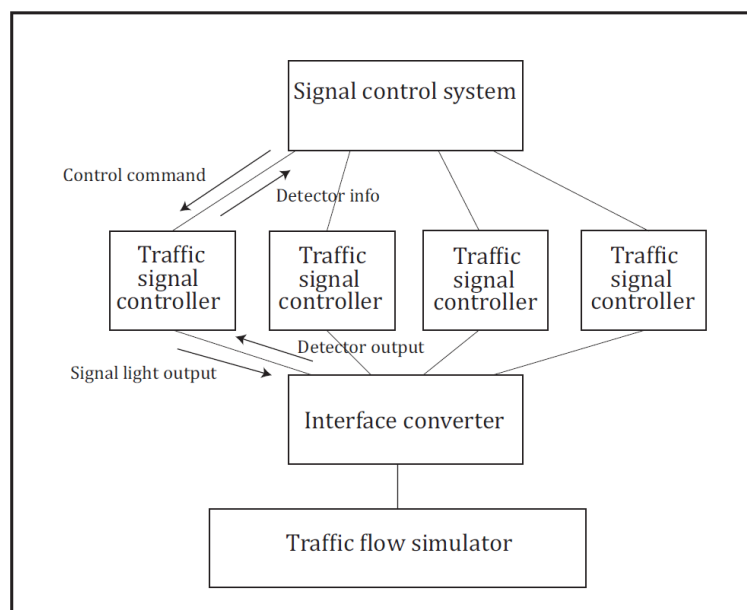 Signal control system
Control command
Detector info
Traffic
signal
controller
Traffic
signal
controller
Traffic
signal
controller
Traffic
signal
controller
Detector output
Signal light output
Interface converter
Traffic flow simulator